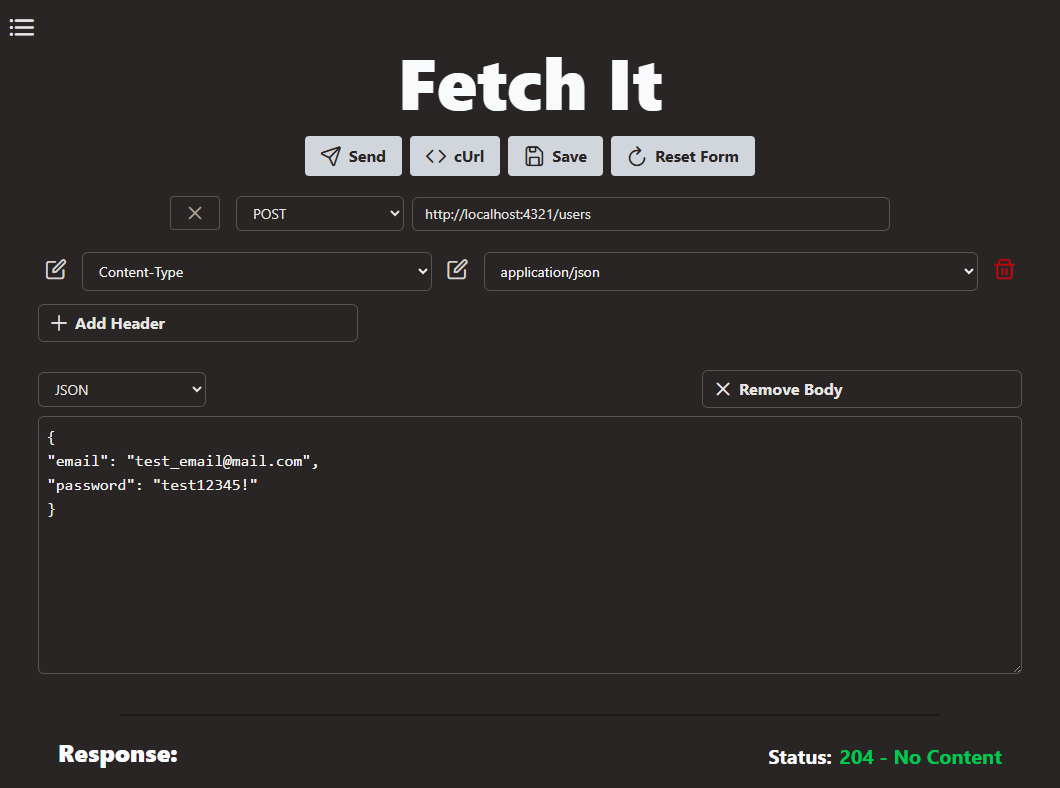 Fetch It
Send cUrl Save Reset Form
POST http://localhost:4321/users
Content-Type application/json
Add Header
JSON Remove Body
{
"email": "test_email@mail.com",
"password": "test12345!"
}
Response: Status: 204 - No Content